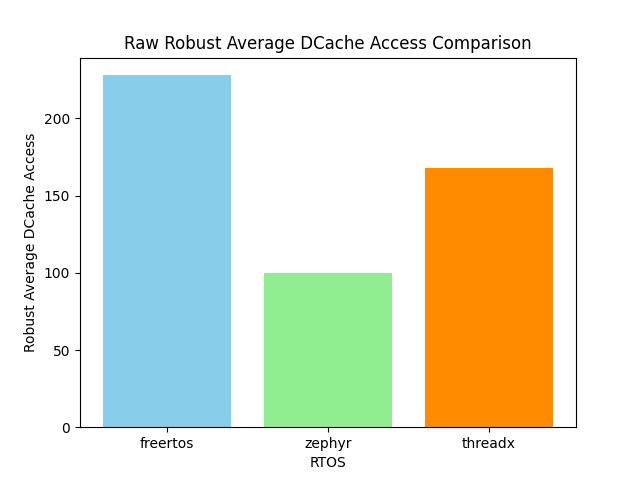 Raw Robust Average DCache Access Comparison
Robust Average DCache Access
200
150
100
50
0
freertos
zephyr
threadx
RTOS